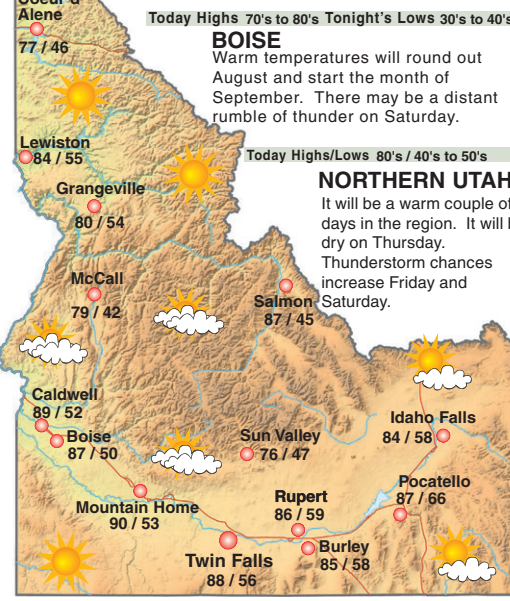 Coeur d'
Alene
77 / 46
Today Highs 70's to 80's Tonight's Lows 30's to 40's
BOISE
Warm temperatures will round out
August and start the month of
September. There may be a distant
rumble of thunder on Saturday.
Lewiston
84 / 55
Today Highs/Lows 80's / 40's to 50's
NORTHERN UTAH
It will be a warm couple of
days in the region. It will
dry on Thursday.
Thunderstorm chances
increase Friday and
Saturday.
Grangeville
80 / 54
McCall
79 / 42
Salmon
87 / 45
Caldwell
89 / 52
Boise
87 / 50
Sun Valley
76 / 47
Idaho Falls
84 / 58
Mountain Home
90 / 53
Rupert
86 / 59
Pocatello
87 / 66
Twin Falls
88 / 56
Burley
85 / 58